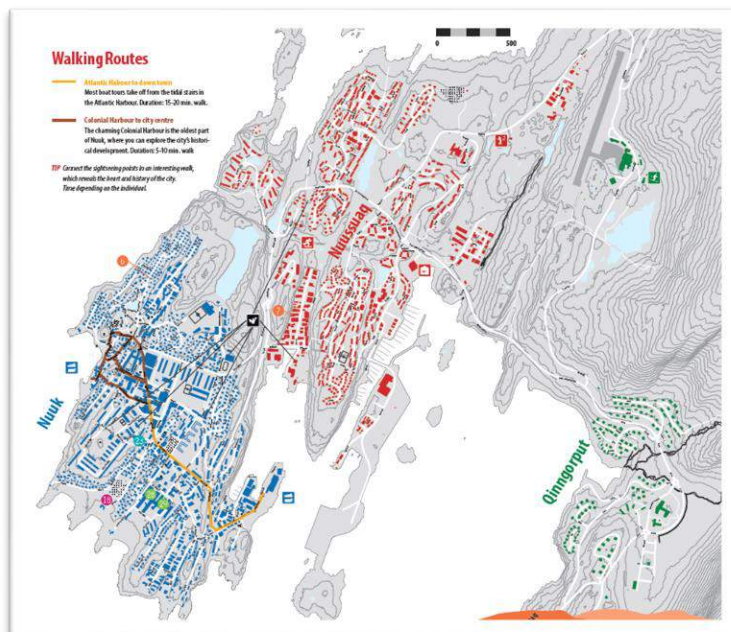 Walking Routes
0 500
Atlantic Habour to down town
Most boat tours take off from the tidal stairs in
the Atlantic Harbour. Duration: 15-20 min. walk.
Colonial Harbour to city centre
The charming Colonial Harbour is the oldest part
of Nuuk, where you can explore the city's histori-
cal development. Duration: 5-10 min. walk
TIP Connect the sightseeing points in an interesting walk,
which reveals the heart and history of the city.
Time depending on the individual.
Nuussuaq
Nuuk
Qinngorput